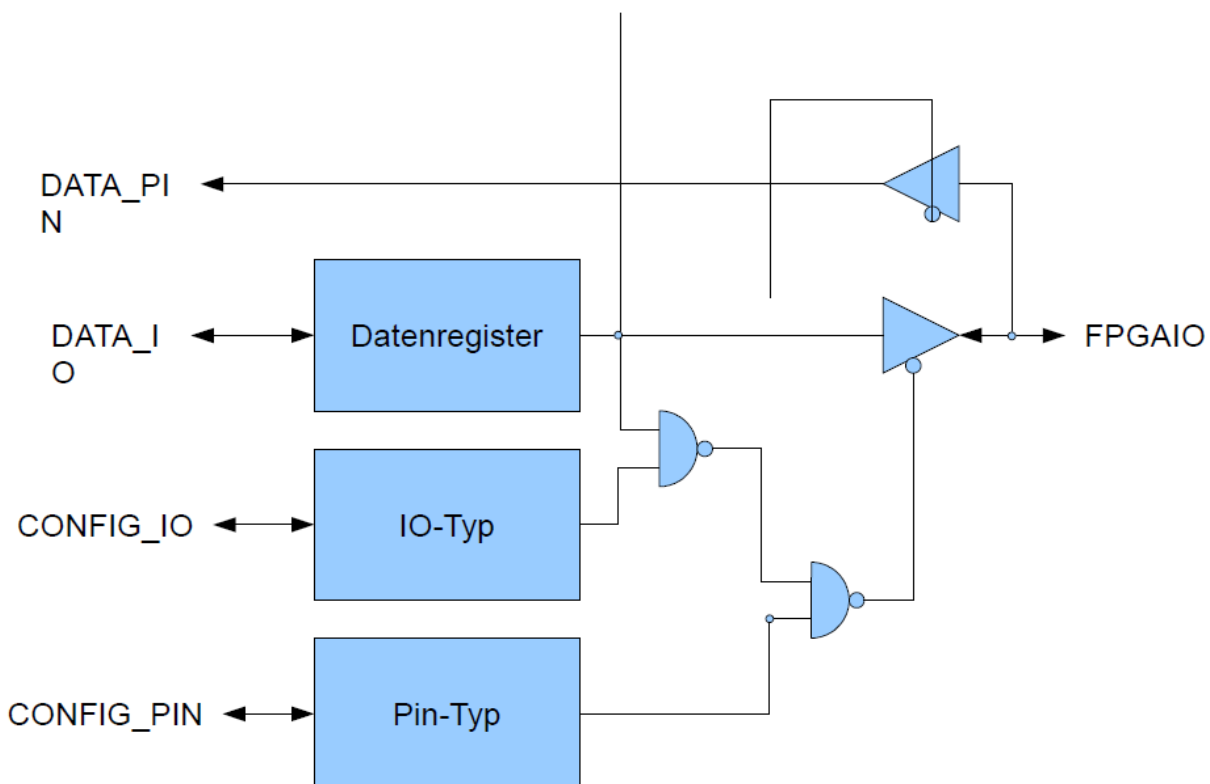 DATA_PI
N
DATA_I
O
Datenregister
FPGAIO
CONFIG_IO
IO-Typ
CONFIG_PIN
Pin-Typ